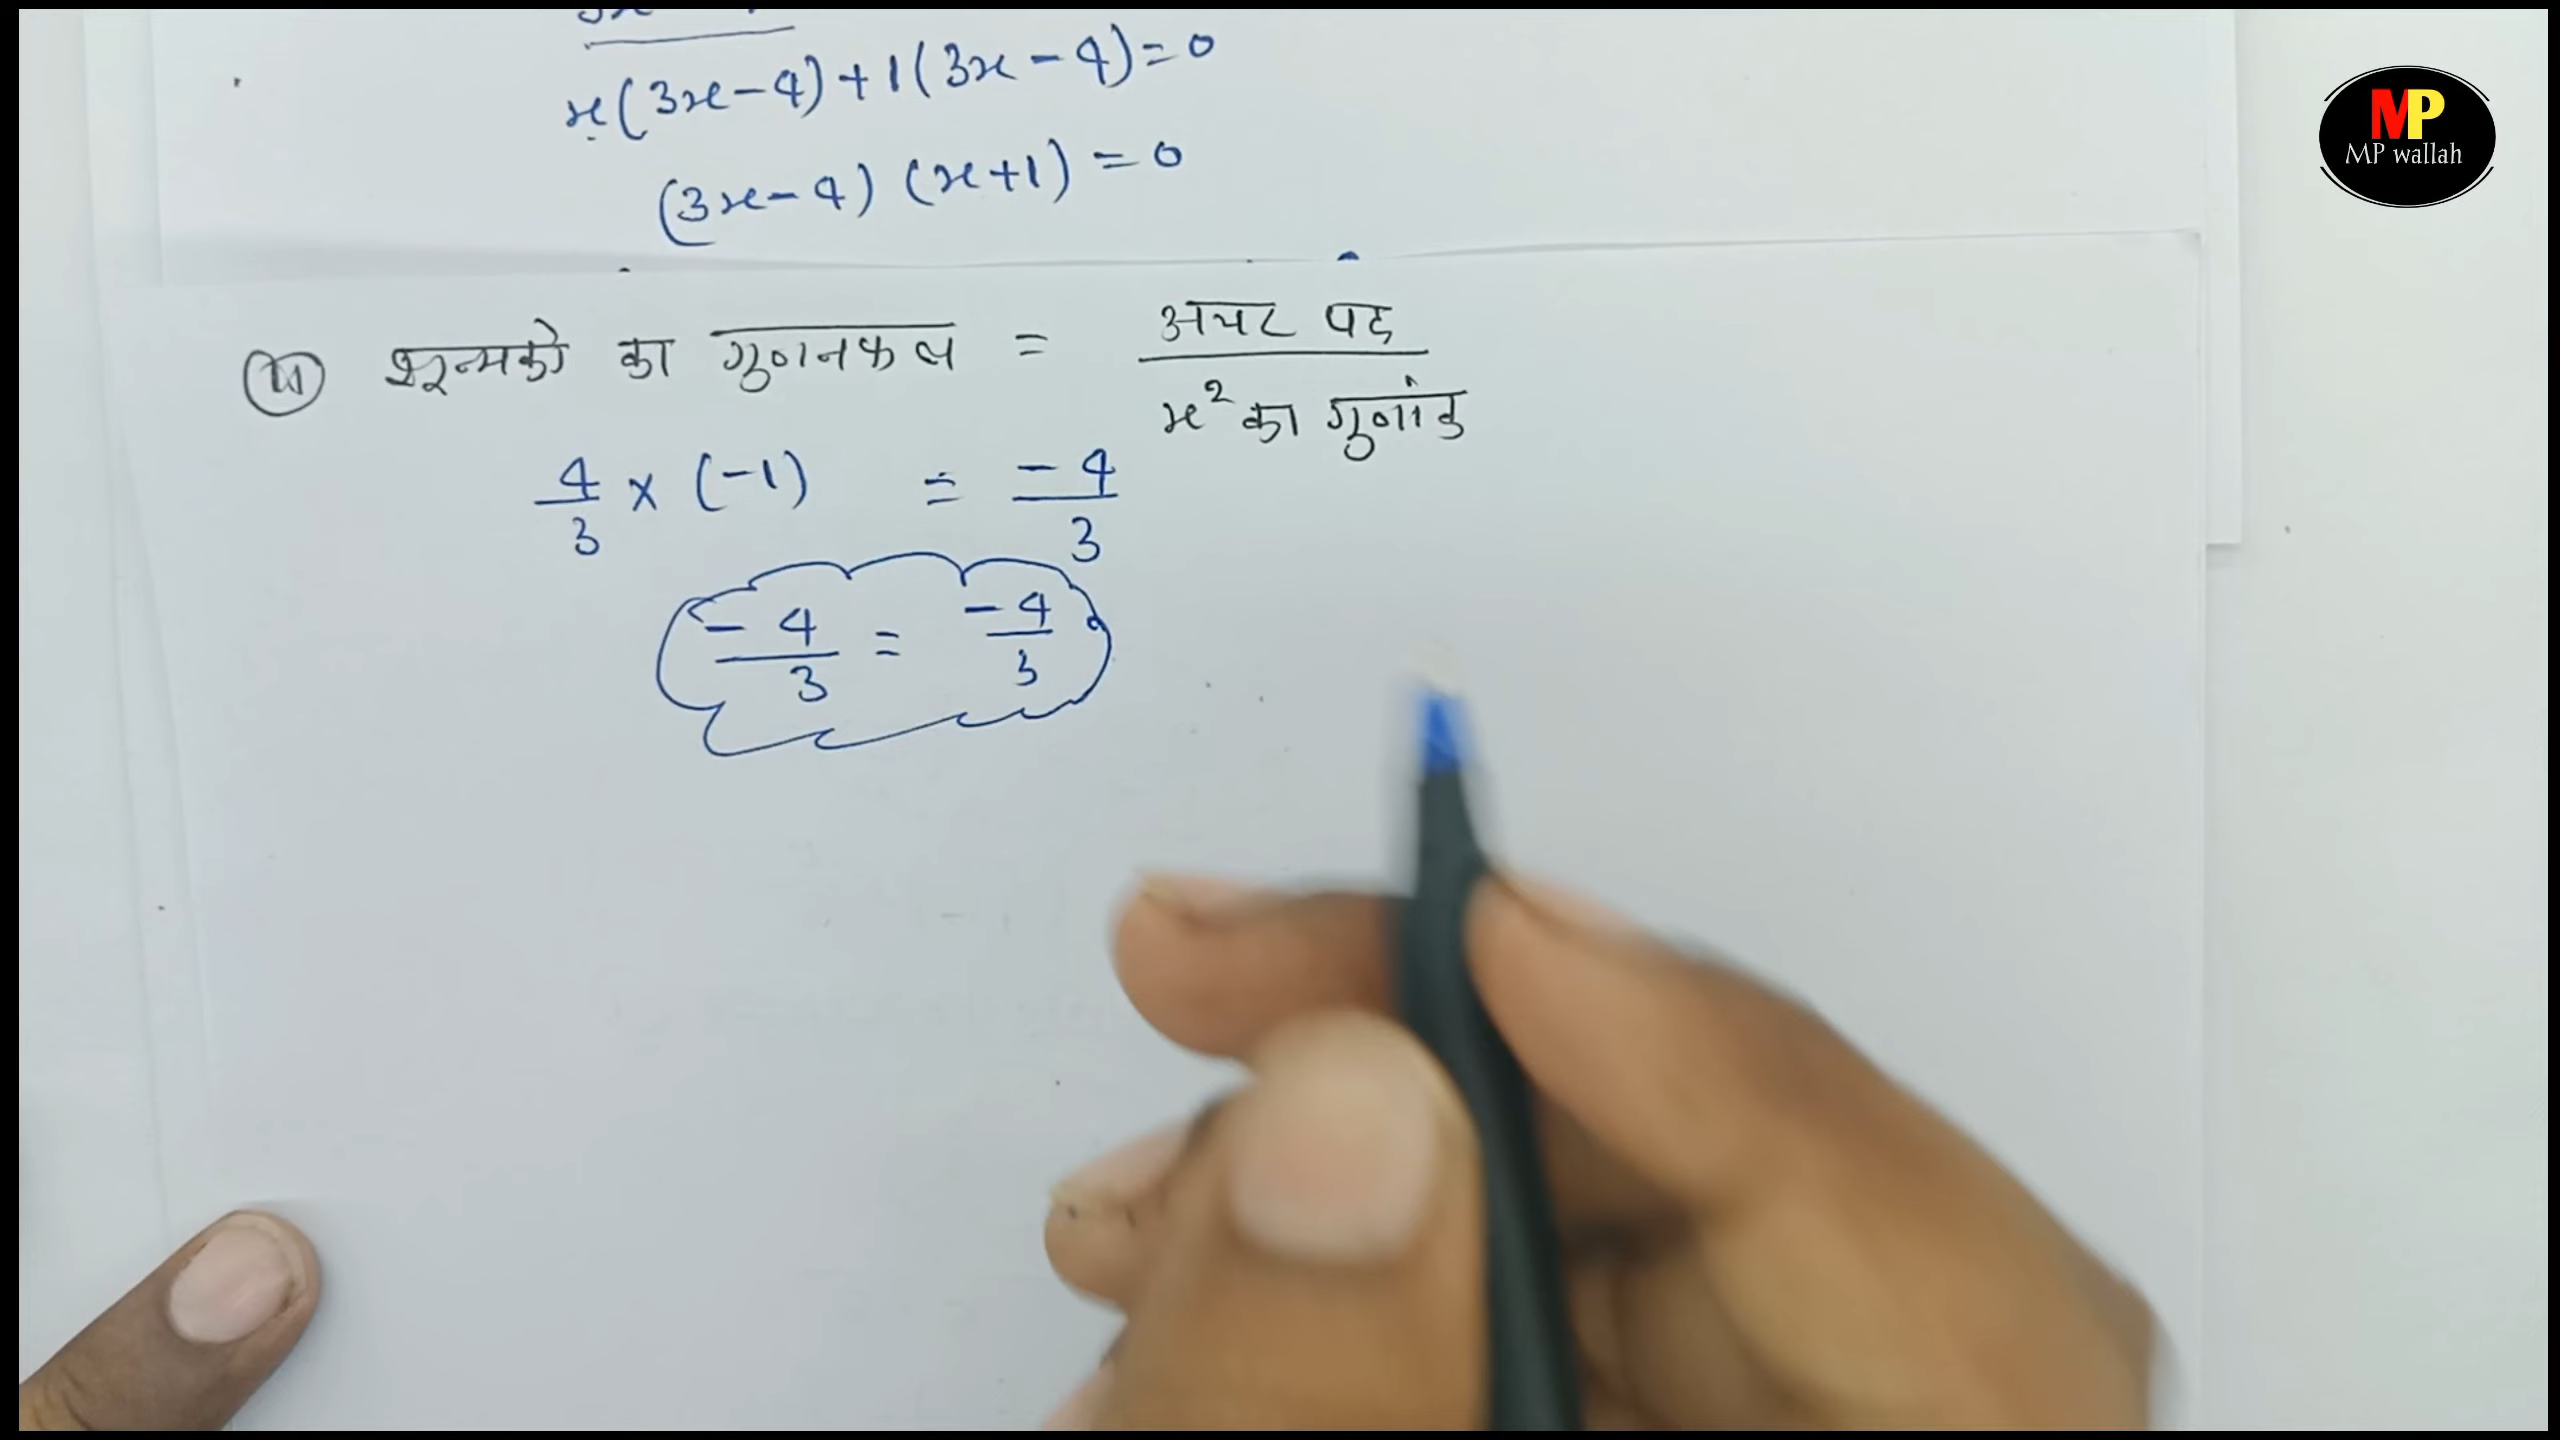 x(3x-4)+1(3x-4)=0
(3x-4) (x+1) = 0
शून्यको का गुणनफल = अचर पद / x² का गुणांक
4/3 × (-1) = -4/3
-4/3 = -4/3
MP
MP wallah